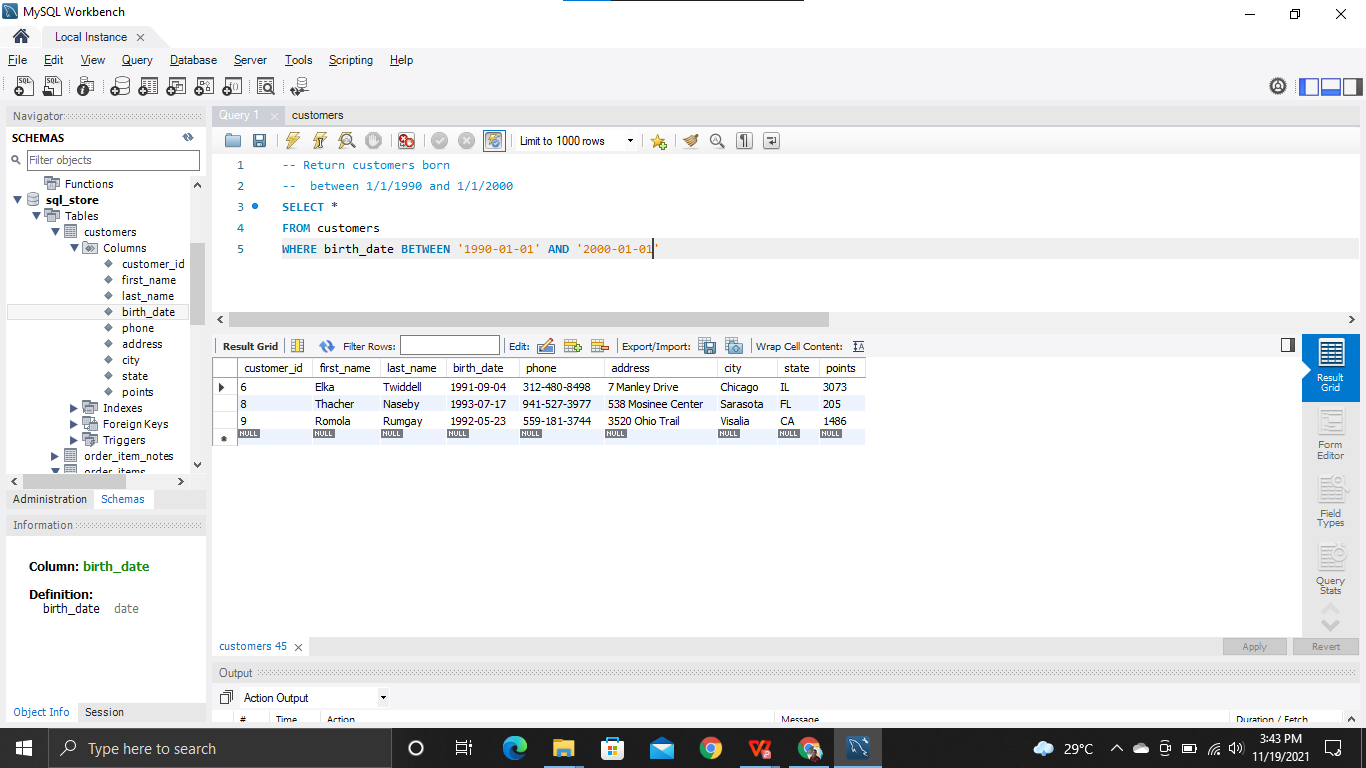 MySQL Workbench
Local Instance
File Edit View Query Database Server Tools Scripting Help
Navigator
SCHEMAS
Filter objects
Functions
sql_store
Tables
customers
Columns
customer_id
first_name
last_name
birth_date
phone
address
city
state
points
Indexes
Foreign Keys
Triggers
order_item_notes
order_items
Administration Schemas
Information
Column: birth_date
Definition:
birth_date date
Object Info Session
Query 1 customers
Limit to 1000 rows
1 -- Return customers born
2 -- between 1/1/1990 and 1/1/2000
3 SELECT *
4 FROM customers
5 WHERE birth_date BETWEEN '1990-01-01' AND '2000-01-01'
Result Grid Filter Rows: Edit: Export/Import: Wrap Cell Content:
customer_id first_name last_name birth_date phone address city state points
6 Elka Twiddell 1991-09-04 312-480-8498 7 Manley Drive Chicago IL 3073
8 Thacher Naseby 1993-07-17 941-527-3977 538 Mosinee Center Sarasota FL 205
9 Romola Rumgay 1992-05-23 559-181-3744 3520 Ohio Trail Visalia CA 1486
NULL NULL NULL NULL NULL NULL NULL NULL NULL
Result
Grid
Form
Editor
Field
Types
Query
Stats
customers 45
Apply Revert
Output
Action Output
# Time Action Message Duration / Fetch
Type here to search
29°C
3:43 PM
11/19/2021